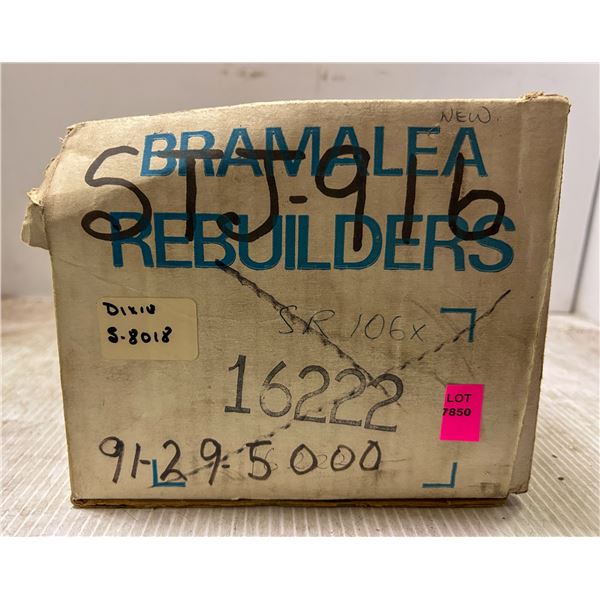 NEW.
BRAMALEA
STJ-916
REBUILDERS
DIXIE
S-8018
SR 106x
16222
LOT
7850
91-29-5000